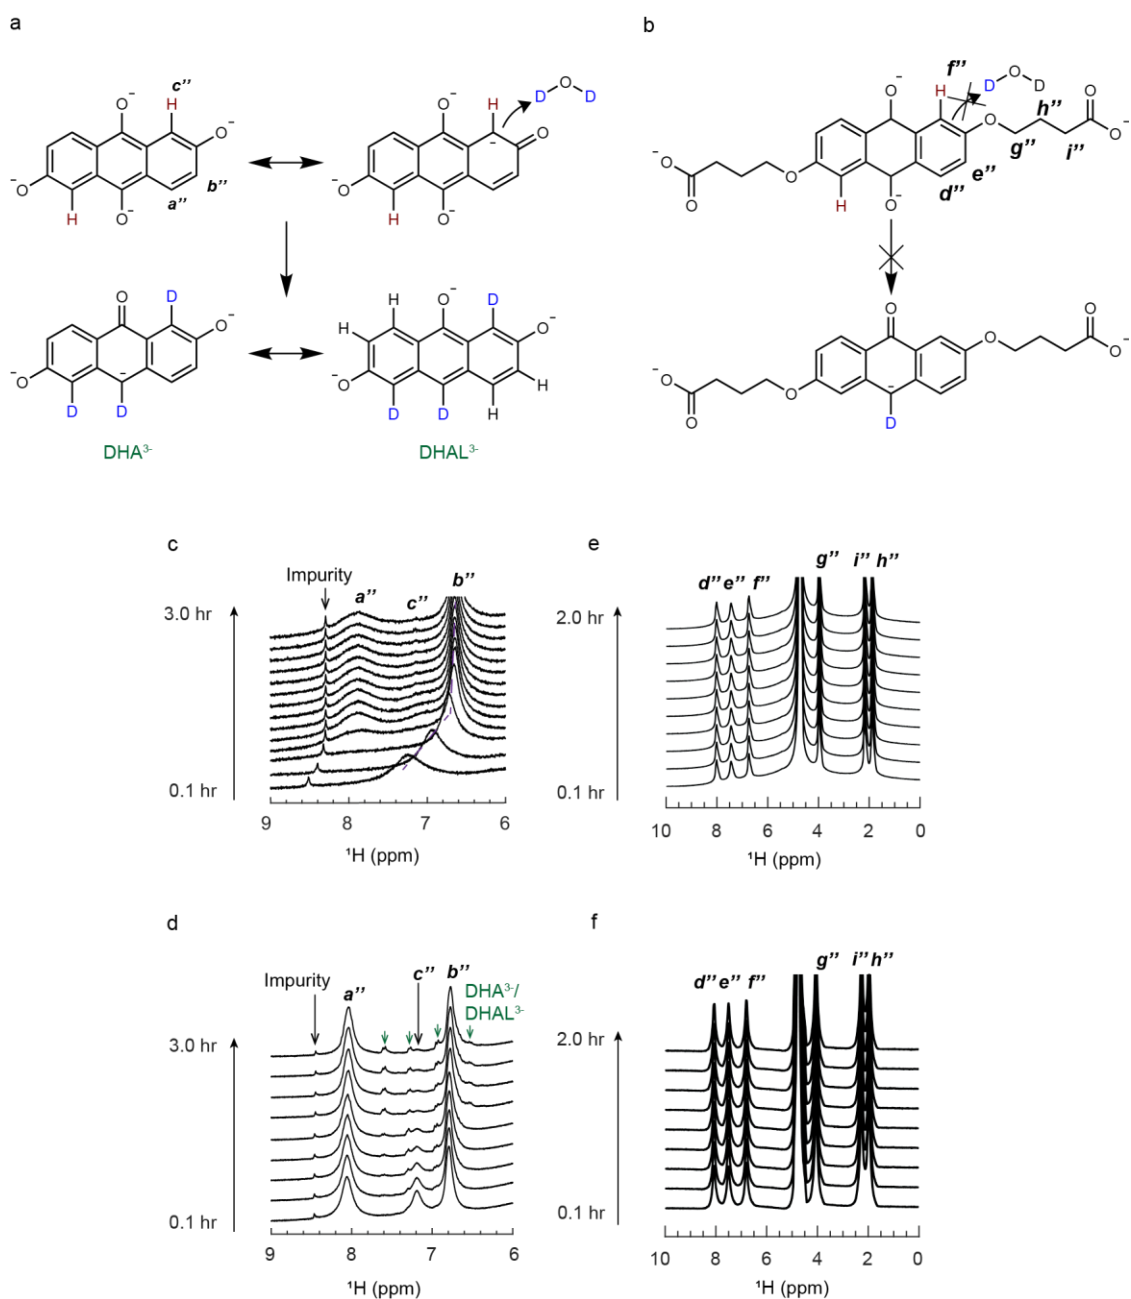 a
b
c''
H
O⁻
O⁻
⁻O
b''
a''
H
O⁻
D O D
H
O⁻
O
⁻O
H
O⁻
f''
D O D
O⁻
H
h''
O
O⁻
g''
i''
e''
d''
⁻O
O
O
O
H
O⁻
O
D
O⁻
⁻O
D
D
DHA³⁻
H
H
O⁻
D
O⁻
⁻O
H
D
D
H
DHAL³⁻
O
O
O
O⁻
⁻O
O
O
D
c
Impurity
a''
c''
b''
3.0 hr
0.1 hr
9 8 7 6
¹H (ppm)
e
d'' e'' f''
g''
i'' h''
2.0 hr
0.1 hr
10 8 6 4 2 0
¹H (ppm)
d
Impurity
a''
c''
b''
DHA³⁻/
DHAL³⁻
3.0 hr
0.1 hr
9 8 7 6
¹H (ppm)
f
d'' e'' f''
g''
i'' h''
2.0 hr
0.1 hr
10 8 6 4 2 0
¹H (ppm)